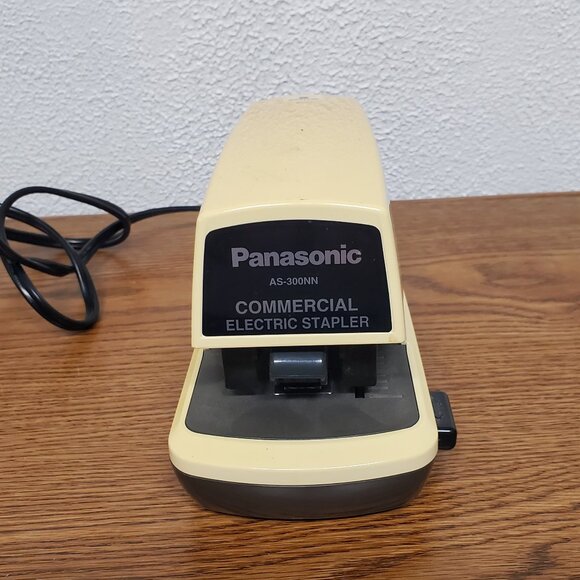 Panasonic
AS-300NN
COMMERCIAL
ELECTRIC STAPLER